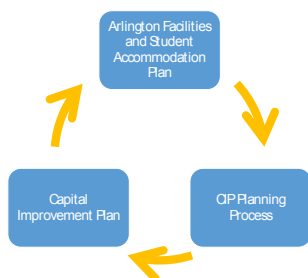 Arlington Facilities
and Student
Accommodation
Plan
Capital
Improvement Plan
CIP Planning
Process